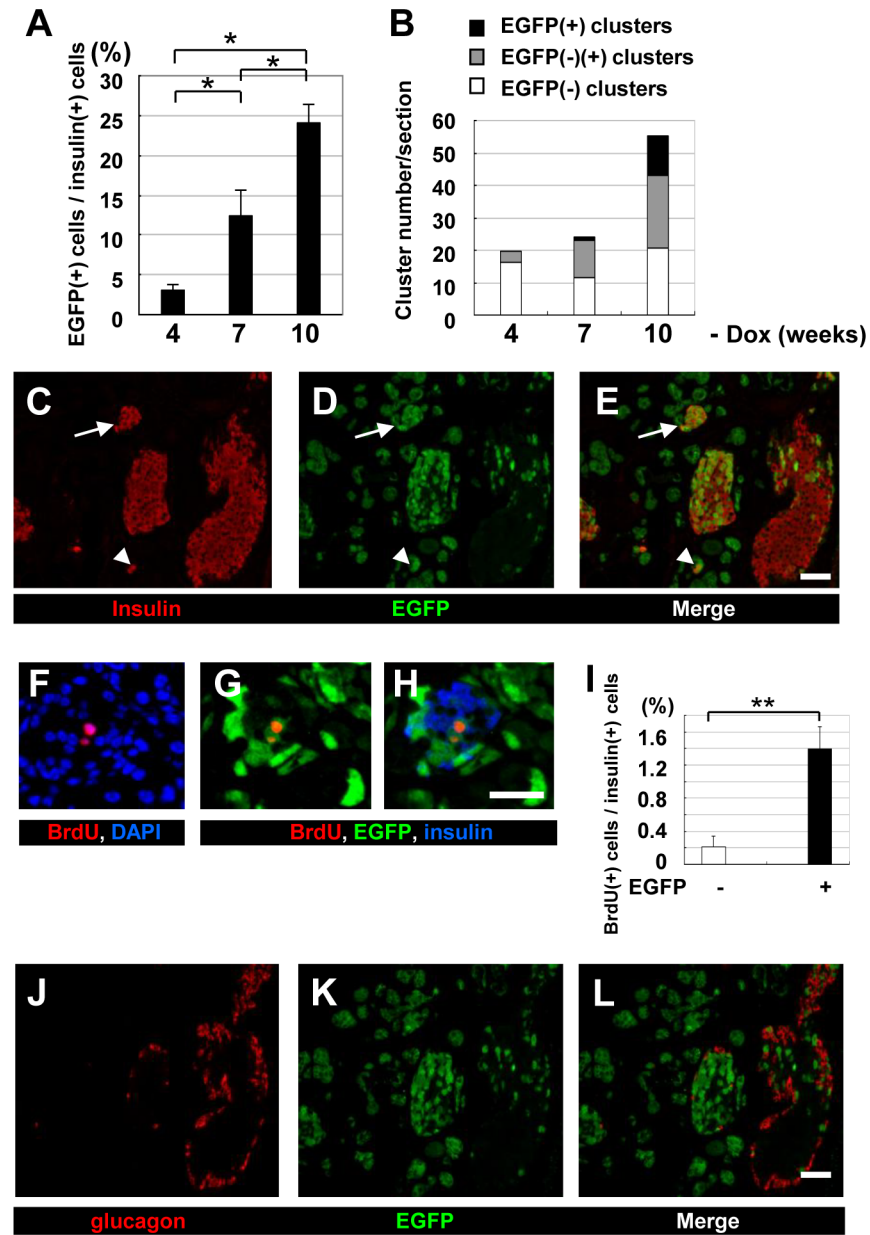 A
(%)
EGFP(+) cells / insulin(+) cells
30
25
20
15
10
5
0
*
*
*
4 7 10
B
EGFP(+) clusters
EGFP(-)(+) clusters
EGFP(-) clusters
Cluster number/section
60
50
40
30
20
10
0
4 7 10 - Dox (weeks)
C
D
E
Insulin EGFP Merge
F
G
H
BrdU, DAPI
BrdU, EGFP, insulin
I
(%)
BrdU(+) cells / insulin(+) cells
**
1.6
1.2
0.8
0.4
0
EGFP - +
J
K
L
glucagon EGFP Merge